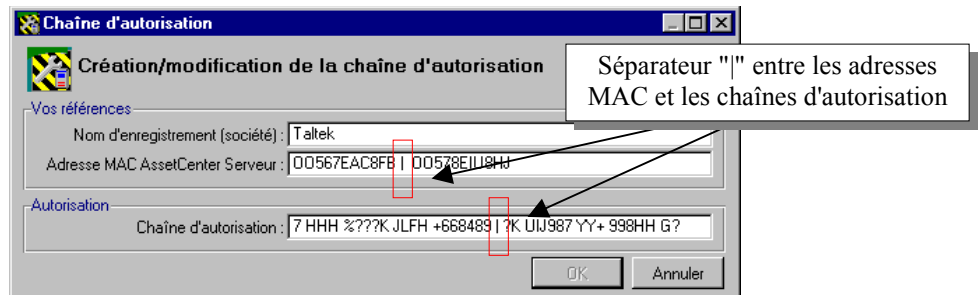 Chaîne d'autorisation
Création/modification de la chaîne d'autorisation
Séparateur "|" entre les adresses
MAC et les chaînes d'autorisation
Vos références
Nom d'enregistrement (société) : Taltek
Adresse MAC AssetCenter Serveur : OO567EAC8FB | OO578EIU8HJ
Autorisation
Chaîne d'autorisation : 7 HHH %???K JLFH +668489 | ?K UIJ987 YY+ 998HH G?
OK Annuler